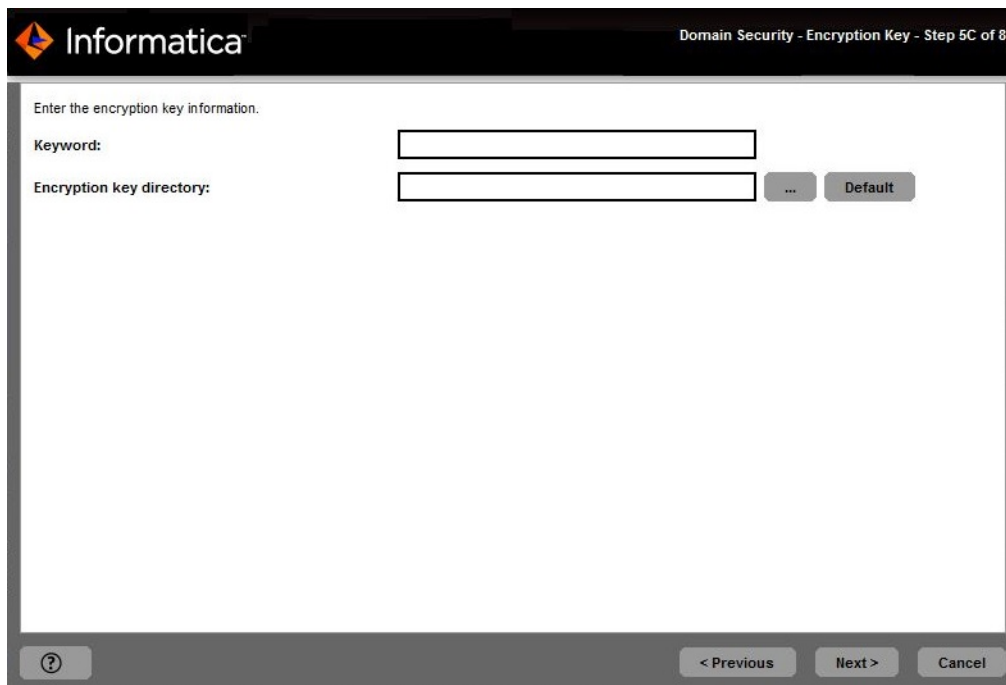 Informatica
Domain Security - Encryption Key - Step 5C of 8
Enter the encryption key information.
Keyword:
Encryption key directory:
...
Default
?
< Previous
Next >
Cancel